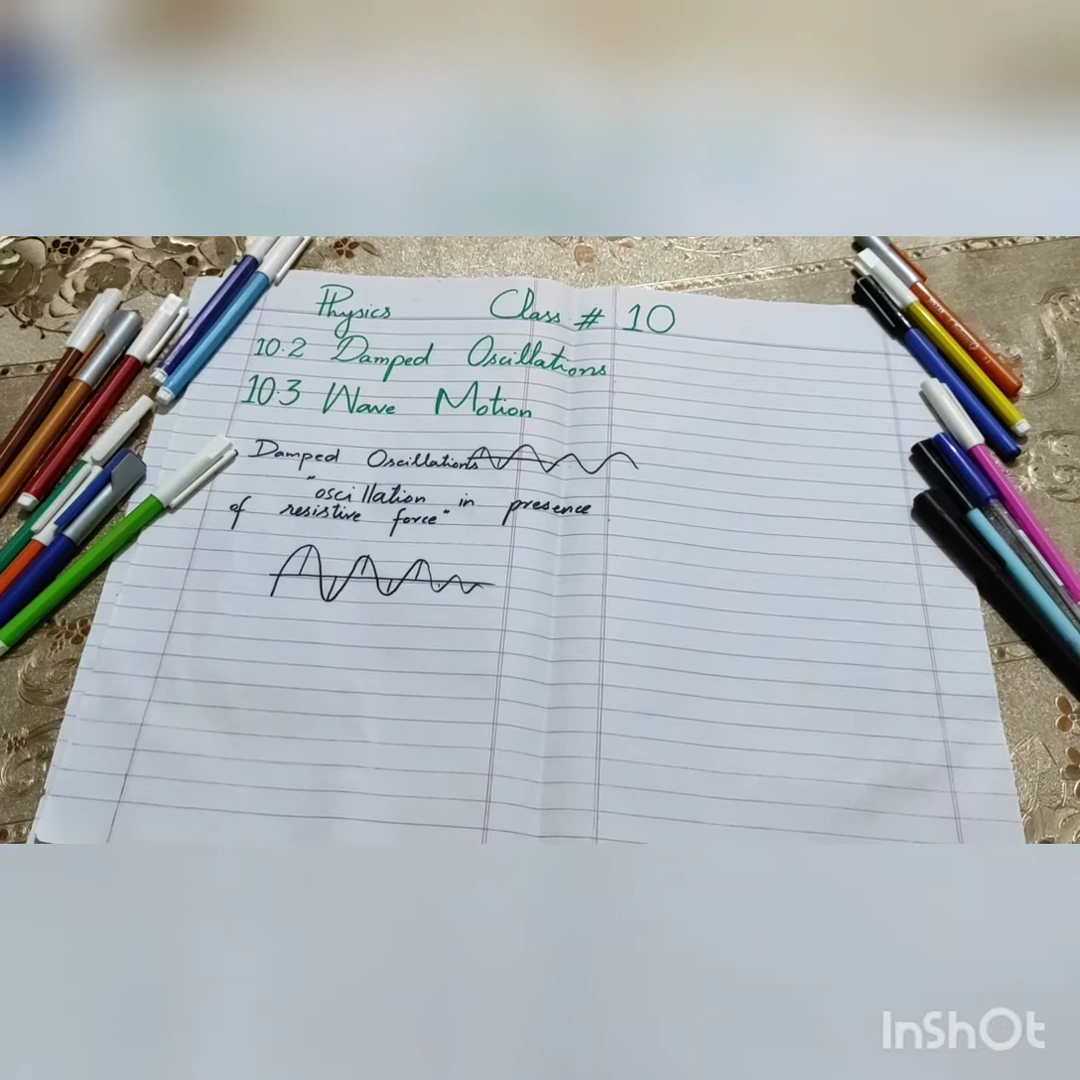 Physics Class # 10
10.2 Damped Oscillations
10.3 Wave Motion
Damped Oscillations
"oscillation in presence
of resistive force"
InShOt